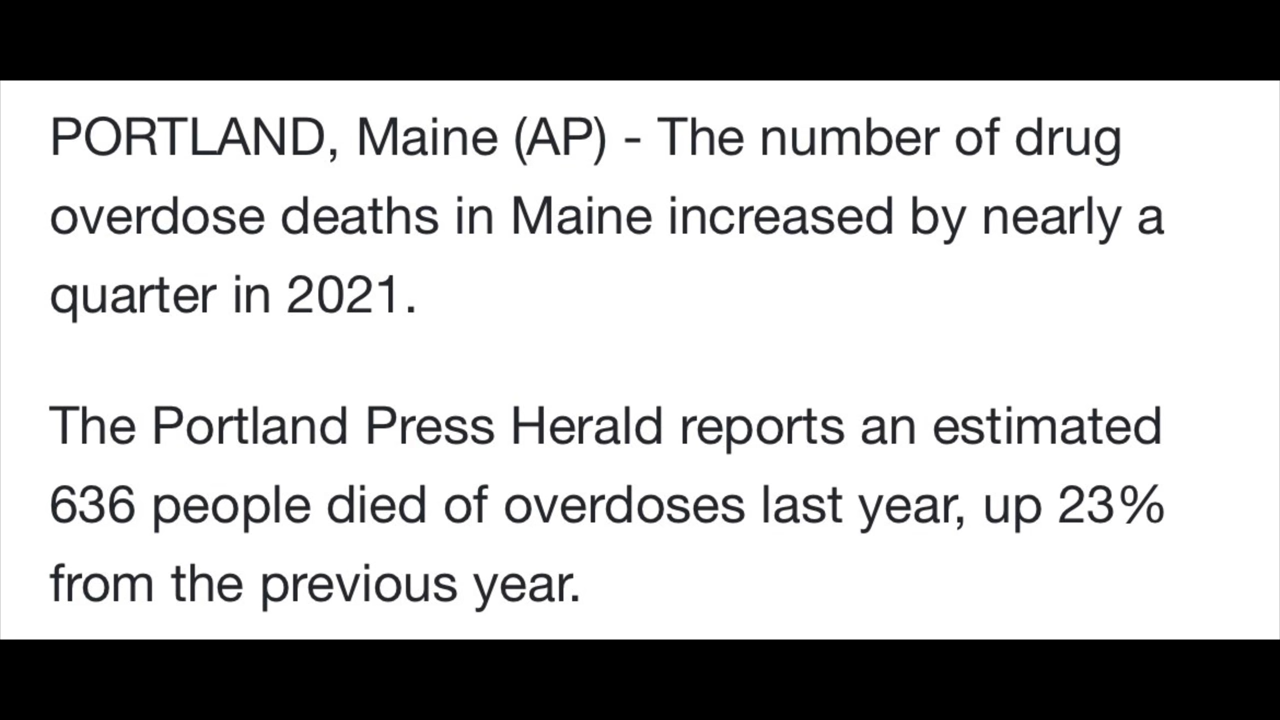 PORTLAND, Maine (AP) - The number of drug
overdose deaths in Maine increased by nearly a
quarter in 2021.
The Portland Press Herald reports an estimated
636 people died of overdoses last year, up 23%
from the previous year.